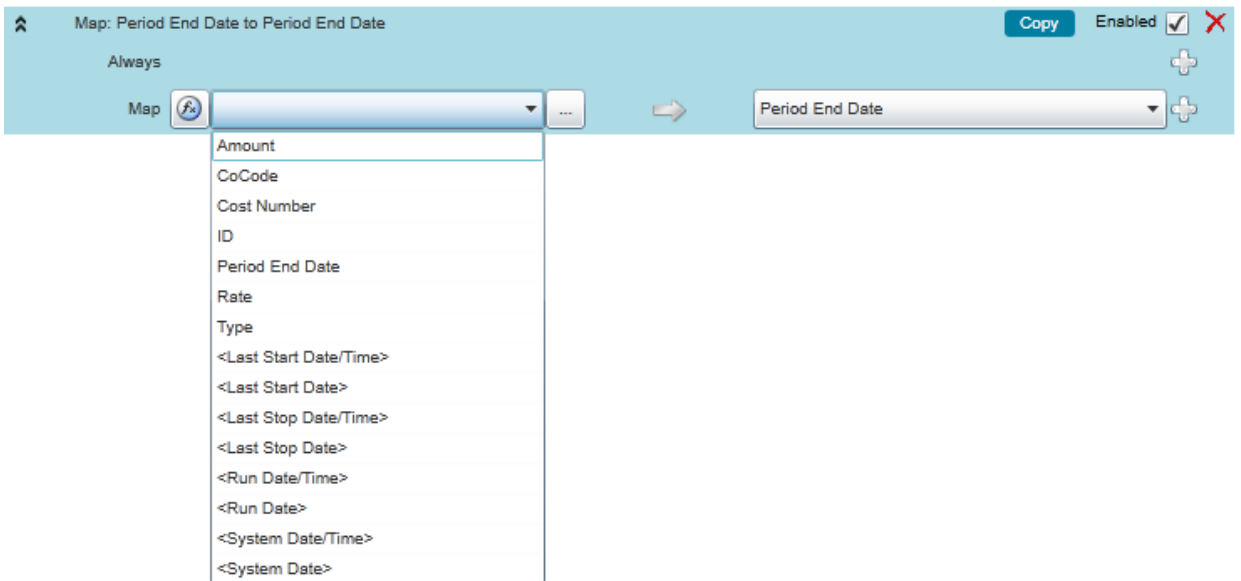 Map: Period End Date to Period End Date Copy Enabled
Always
Map fx ... Period End Date
Amount
CoCode
Cost Number
ID
Period End Date
Rate
Type
<Last Start Date/Time>
<Last Start Date>
<Last Stop Date/Time>
<Last Stop Date>
<Run Date/Time>
<Run Date>
<System Date/Time>
<System Date>